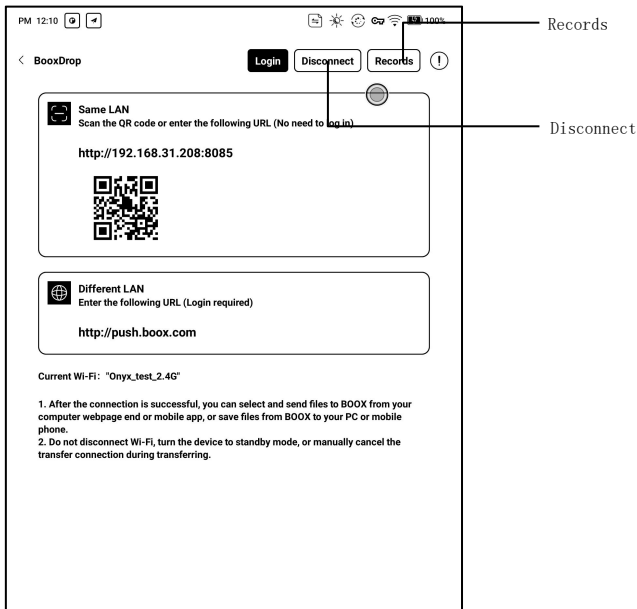 PM 12:10
100%
Records
BooxDrop
Login
Disconnect
Records
Same LAN
Scan the QR code or enter the following URL (No need to log in)
Disconnect
http://192.168.31.208:8085
Different LAN
Enter the following URL (Login required)
http://push.boox.com
Current Wi-Fi: "Onyx_test_2.4G"
1. After the connection is successful, you can select and send files to BOOX from your
computer webpage end or mobile app, or save files from BOOX to your PC or mobile
phone.
2. Do not disconnect Wi-Fi, turn the device to standby mode, or manually cancel the
transfer connection during transferring.